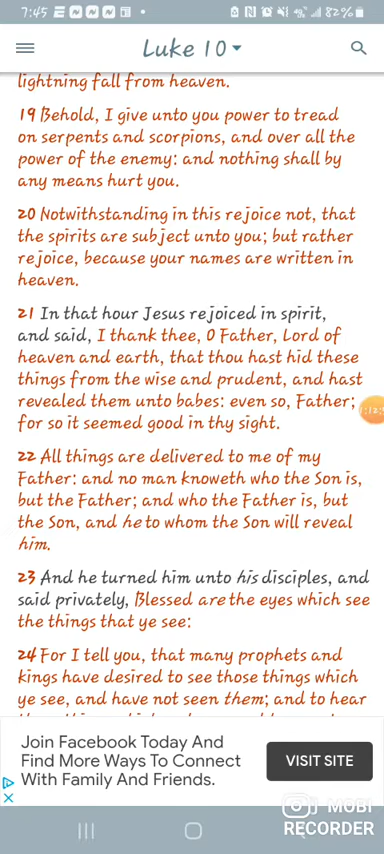 7:45 82%
Luke 10
lightning fall from heaven.
19 Behold, I give unto you power to tread
on serpents and scorpions, and over all the
power of the enemy: and nothing shall by
any means hurt you.
20 Notwithstanding in this rejoice not, that
the spirits are subject unto you; but rather
rejoice, because your names are written in
heaven.
21 In that hour Jesus rejoiced in spirit,
and said, I thank thee, O Father, Lord of
heaven and earth, that thou hast hid these
things from the wise and prudent, and hast
revealed them unto babes: even so, Father;
for so it seemed good in thy sight.
22 All things are delivered to me of my
Father: and no man knoweth who the Son is,
but the Father; and who the Father is, but
the Son, and he to whom the Son will reveal
him.
23 And he turned him unto his disciples, and
said privately, Blessed are the eyes which see
the things that ye see:
24 For I tell you, that many prophets and
kings have desired to see those things which
ye see, and have not seen them; and to hear
Join Facebook Today And
Find More Ways To Connect
With Family And Friends.
VISIT SITE
MOBI
RECORDER